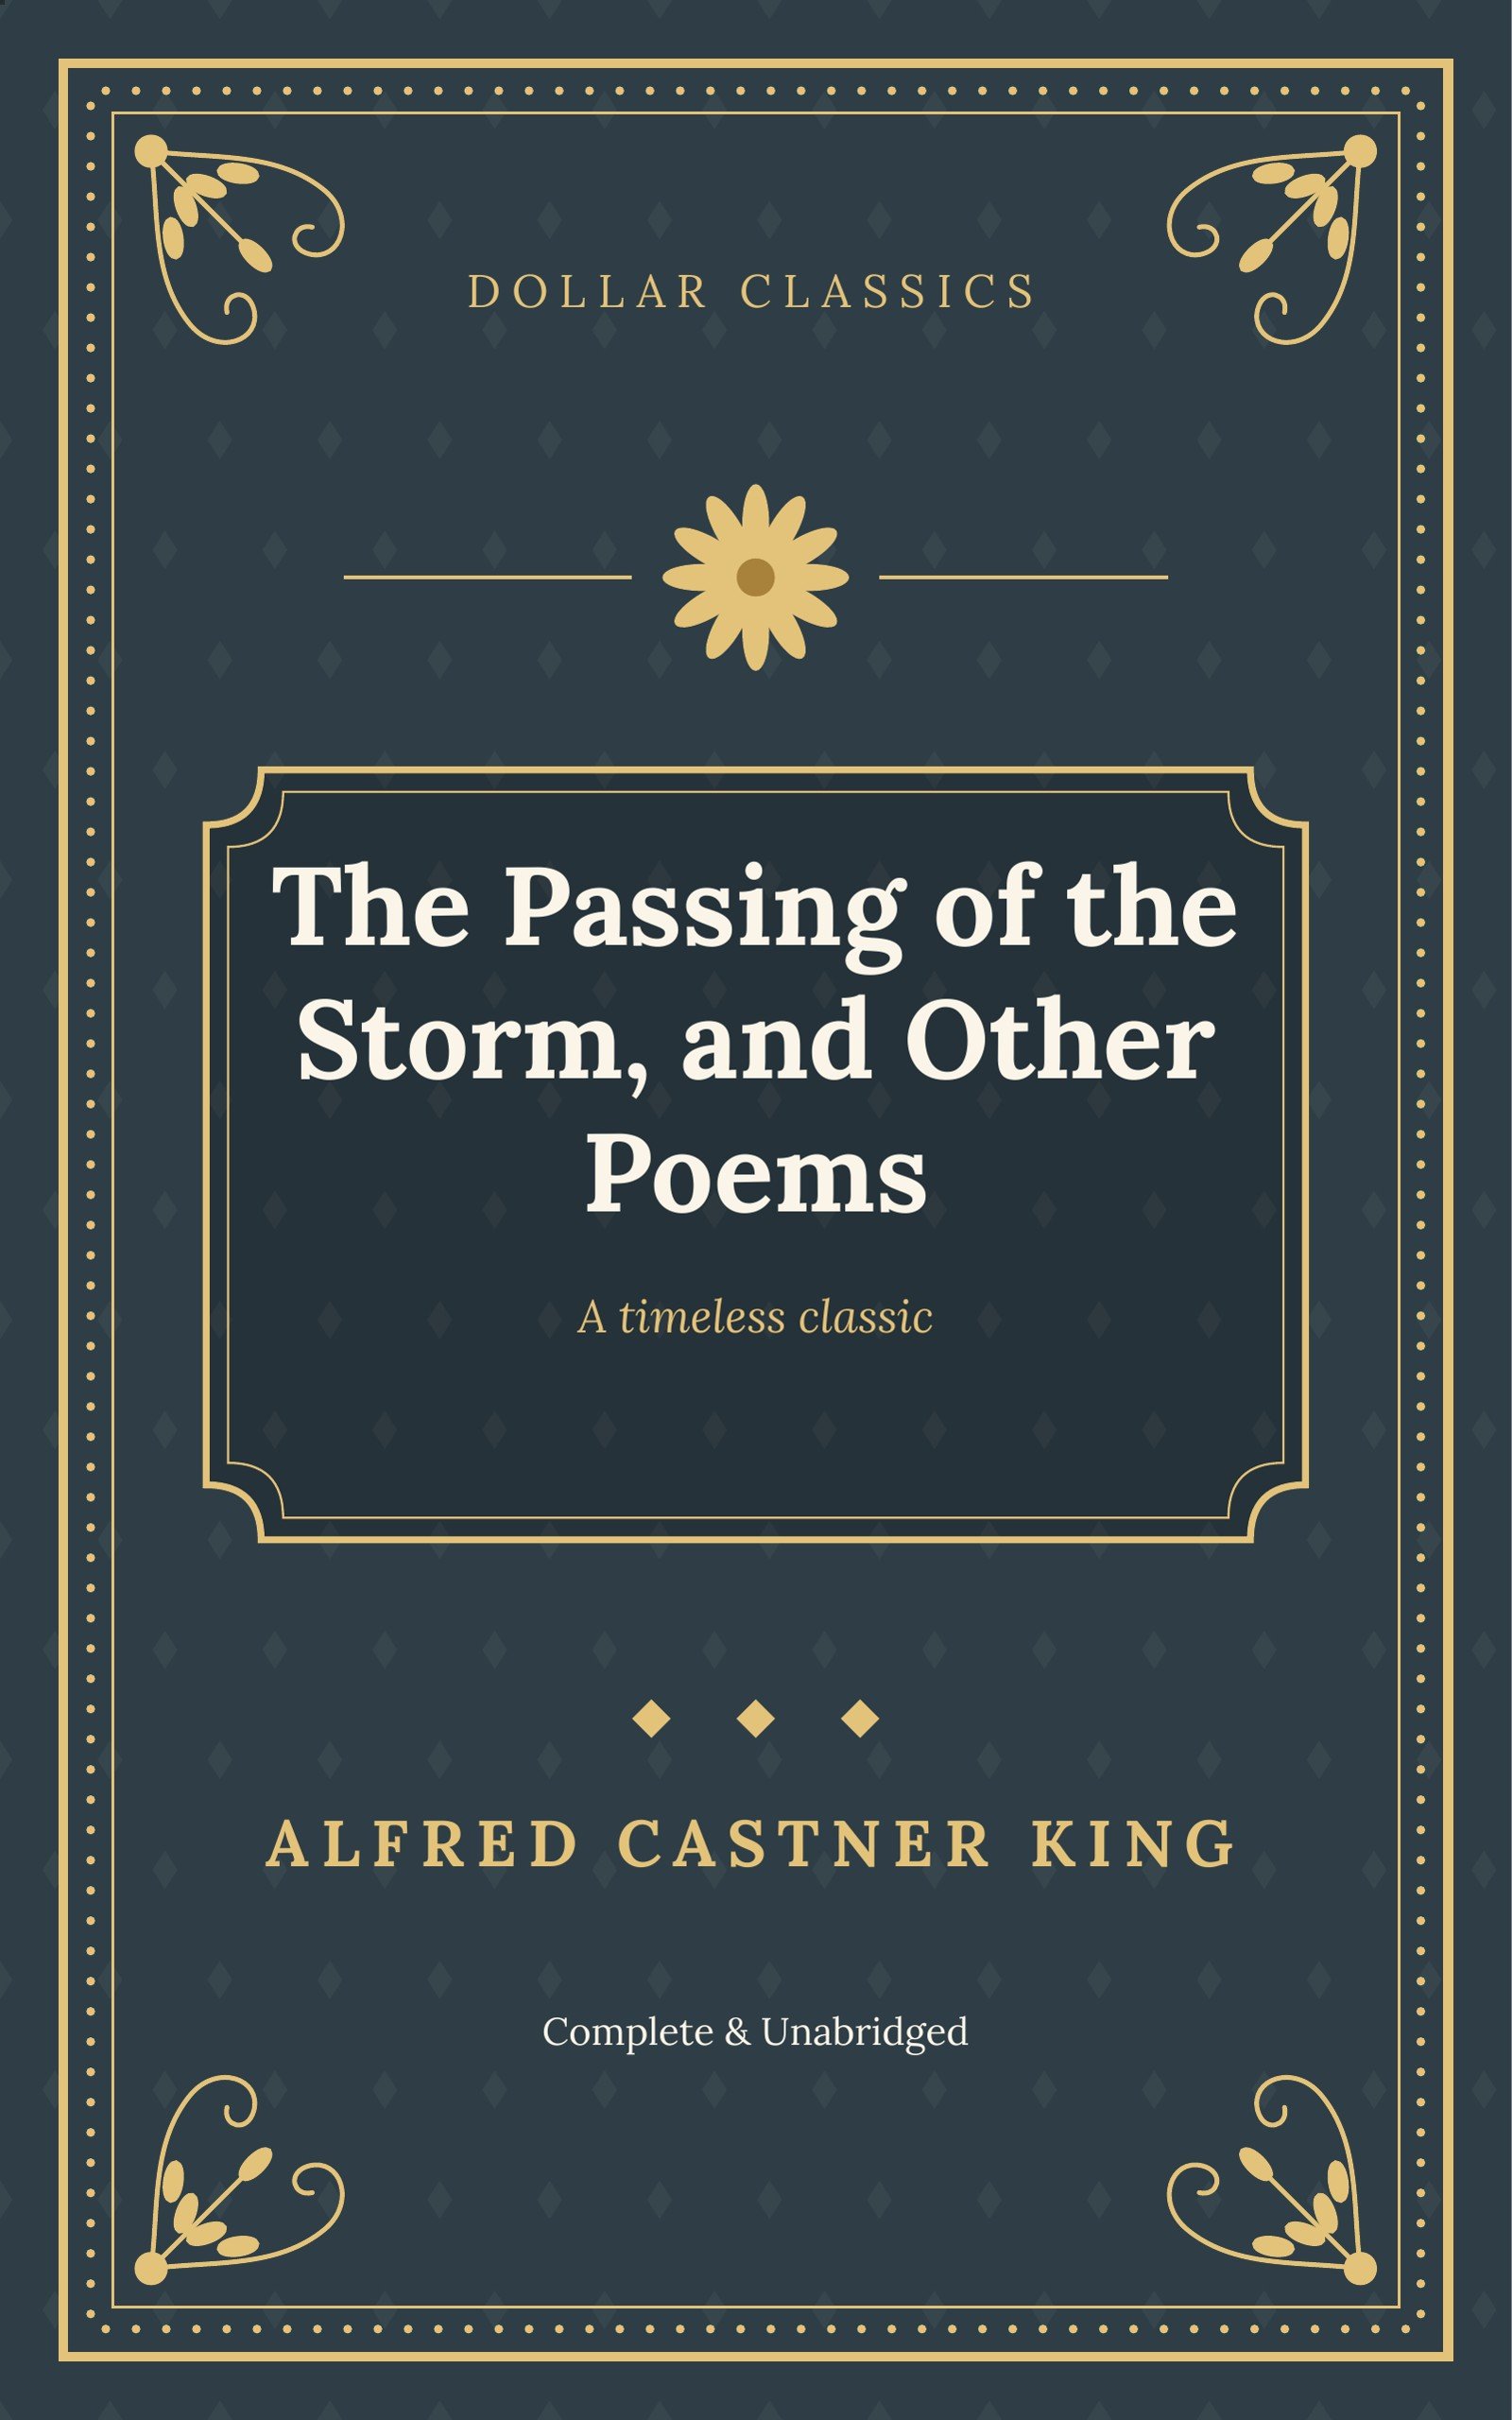 DOLLAR CLASSICS
The Passing of the
Storm, and Other
Poems
A timeless classic
ALFRED CASTNER KING
Complete & Unabridged